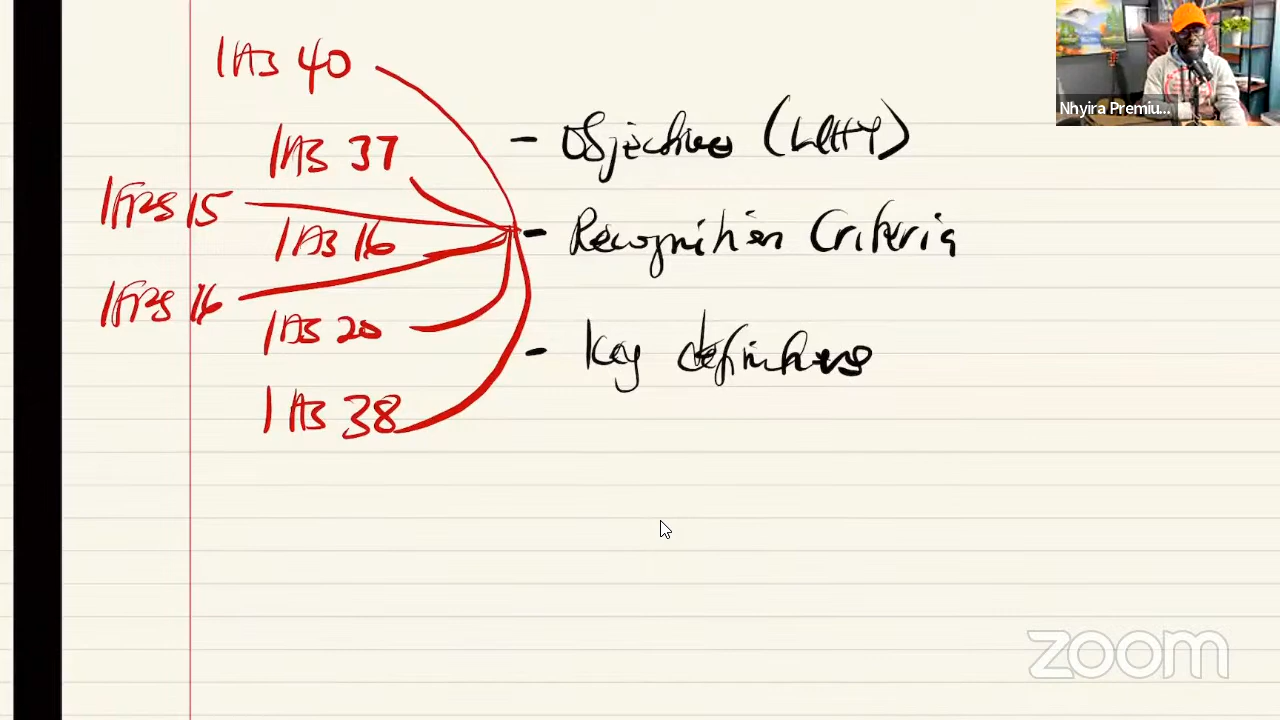 IAS 40
Nhyira Premiu...
- Objectives (WHY)
IAS 37
IFRS 15
IAS 16
- Recognition Criteria
IFRS 16
IAS 20
- Key definitions
IAS 38
zoom